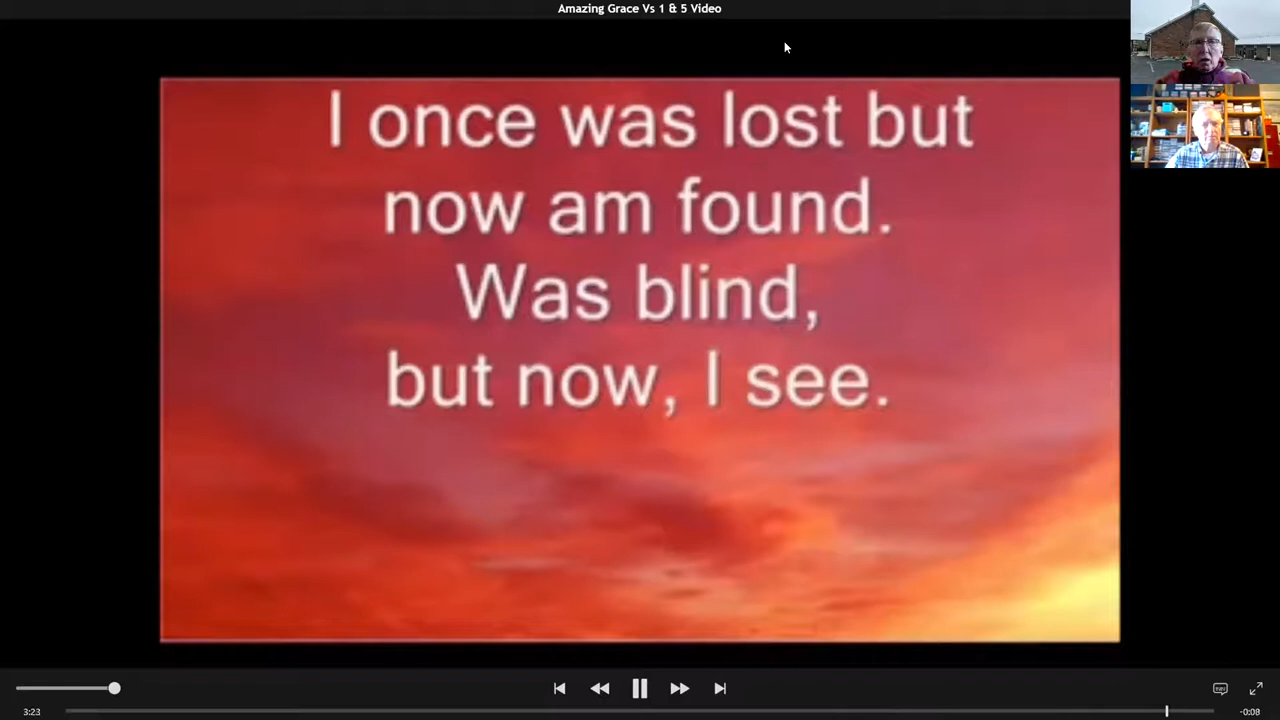 Amazing Grace Vs 1 & 5 Video
I once was lost but
now am found.
Was blind,
but now, I see.
3:23
-0:08